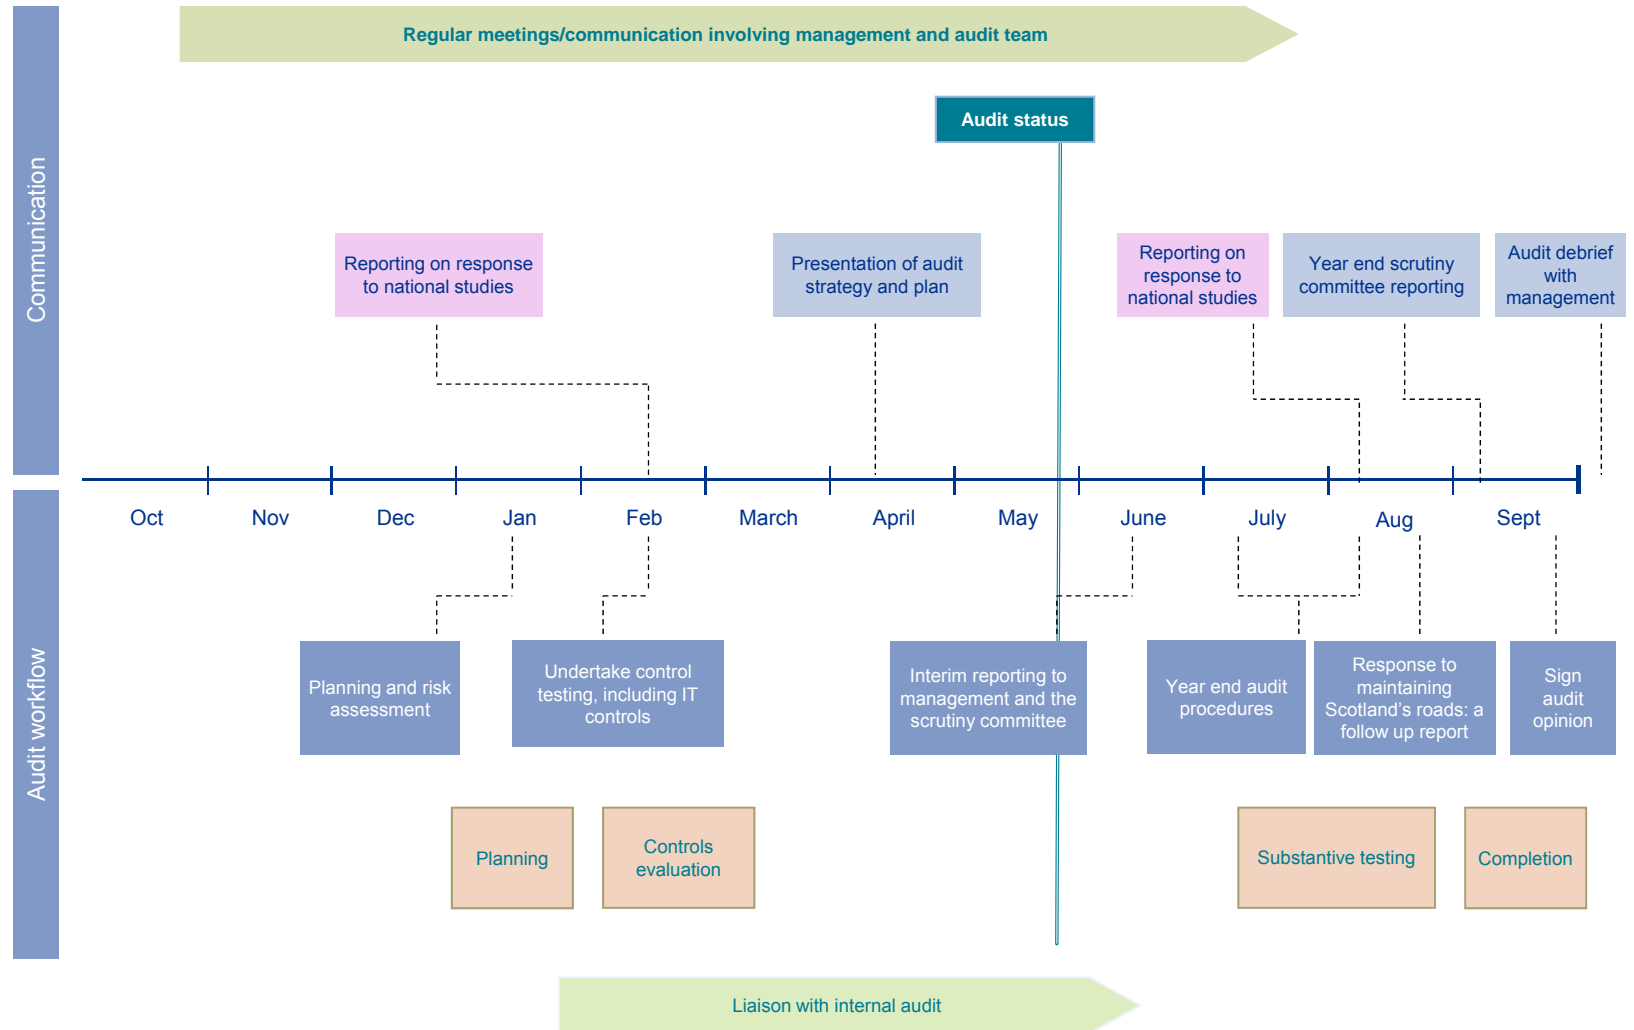 Regular meetings/communication involving management and audit team
Audit status
Communication
Reporting on response
to national studies
Presentation of audit
strategy and plan
Reporting on
response to
national studies
Year end scrutiny
committee reporting
Audit debrief
with
management
Oct
Nov
Dec
Jan
Feb
March
April
May
June
July
Aug
Sept
Audit workflow
Planning and risk
assessment
Undertake control
testing, including IT
controls
Interim reporting to
management and the
scrutiny committee
Year end audit
procedures
Response to
maintaining
Scotland’s roads: a
follow up report
Sign
audit
opinion
Planning
Controls
evaluation
Substantive testing
Completion
Liaison with internal audit